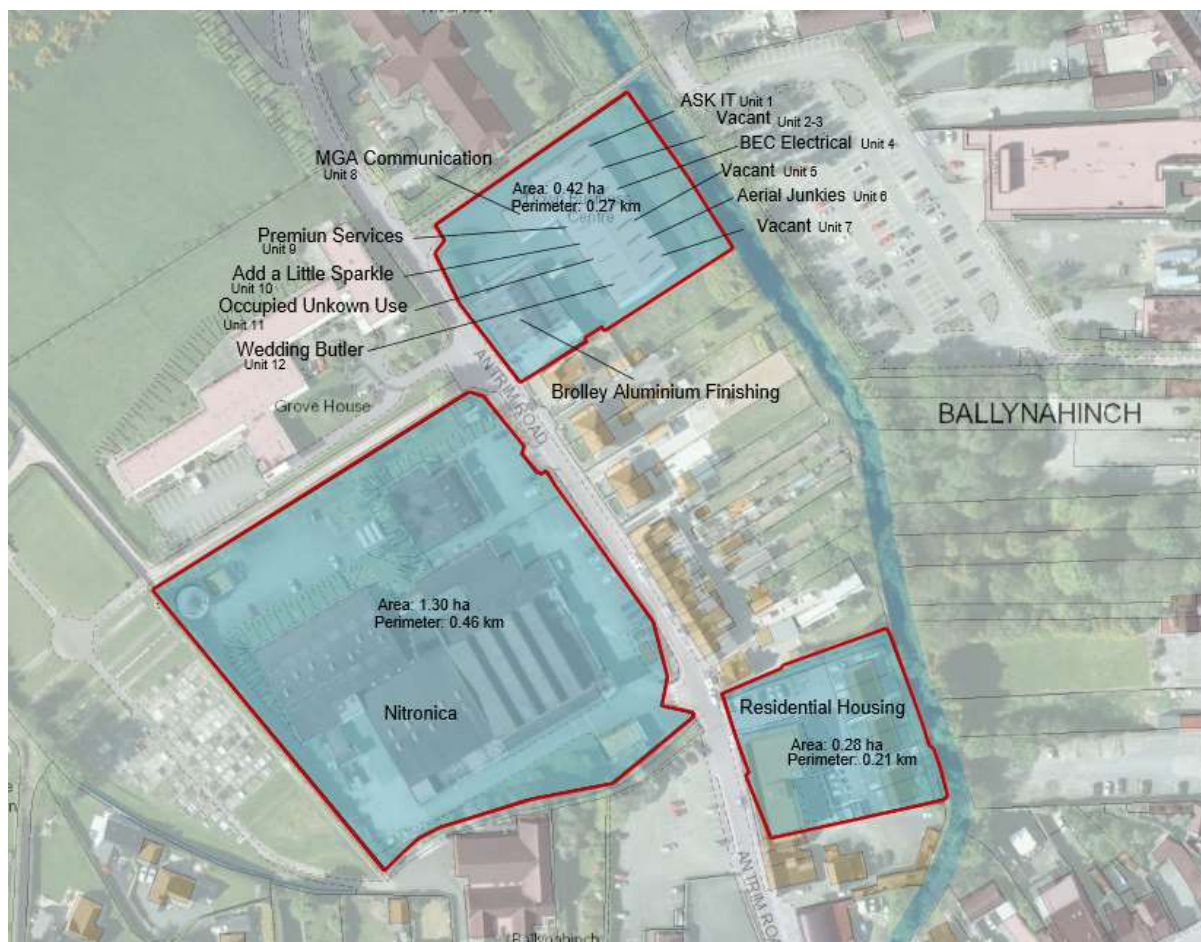 ASK IT Unit 1
Vacant Unit 2-3
BEC Electrical Unit 4
MGA Communication
Unit 8
Vacant Unit 5
Area: 0.42 ha
Perimeter: 0.27 km
Centre
Aerial Junkies Unit 6
Vacant Unit 7
Premiun Services
Unit 9
Add a Little Sparkle
Unit 10
Occupied Unkown Use
Unit 11
Wedding Butler
Unit 12
Brolley Aluminium Finishing
ANTRIM ROAD
Grove House
BALLYNAHINCH
Area: 1.30 ha
Perimeter: 0.46 km
Nitronica
Residential Housing
Area: 0.28 ha
Perimeter: 0.21 km
ANTRIM
Ballynahinch